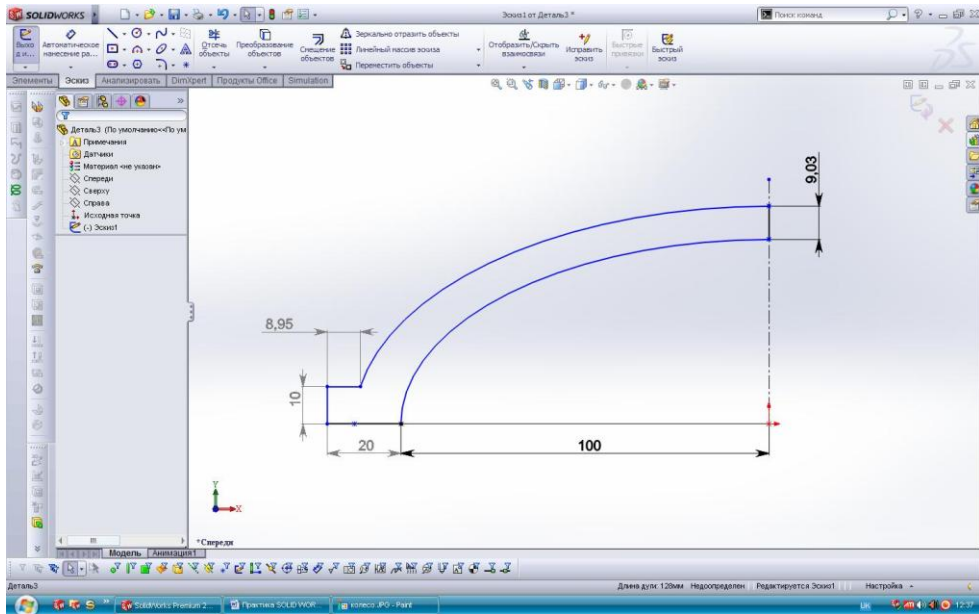 SOLIDWORKS
Эскиз1 от Деталь3 *
Поиск команд
Выхо д и...
Автоматическое нанесение ра...
Отсечь объекты
Преобразование объектов
Смещение объектов
Зеркально отразить объекты
Линейный массив эскиза
Переместить объекты
Отобразить/Скрыть взаимосвязи
Исправить эскиз
Быстрые привязки
Быстрый эскиз
Элементы
Эскиз
Анализировать
DimXpert
Продукты Office
Simulation
Деталь3 (По умолчанию<<По ум
Примечания
Датчики
Материал <не указан>
Спереди
Сверху
Справа
Исходная точка
(-) Эскиз1
9,03
8,95
10
20
100
Y
X
*Спереди
Модель
Анимация1
Деталь3
Длина дуги: 128мм
Недоопределен
Редактируется Эскиз1
Настройка
SolidWorks Premium 2...
Практика SOLID WOR...
колесо.JPG - Paint
12:37